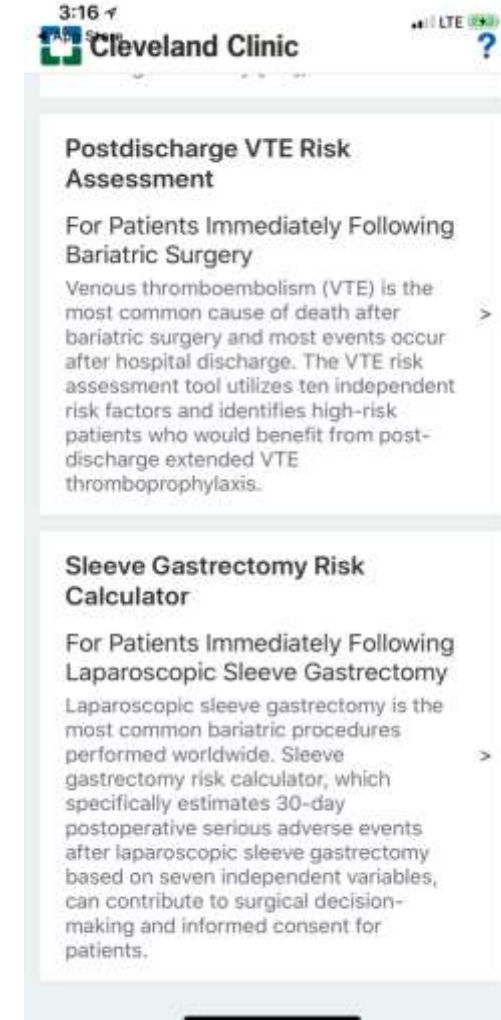 3:16
LTE
App Store
Cleveland Clinic
?
Postdischarge VTE Risk
Assessment
For Patients Immediately Following
Bariatric Surgery
Venous thromboembolism (VTE) is the
most common cause of death after
bariatric surgery and most events occur
after hospital discharge. The VTE risk
assessment tool utilizes ten independent
risk factors and identifies high-risk
patients who would benefit from post-
discharge extended VTE
thromboprophylaxis.
>
Sleeve Gastrectomy Risk
Calculator
For Patients Immediately Following
Laparoscopic Sleeve Gastrectomy
Laparoscopic sleeve gastrectomy is the
most common bariatric procedures
performed worldwide. Sleeve
gastrectomy risk calculator, which
specifically estimates 30-day
postoperative serious adverse events
after laparoscopic sleeve gastrectomy
based on seven independent variables,
can contribute to surgical decision-
making and informed consent for
patients.
>